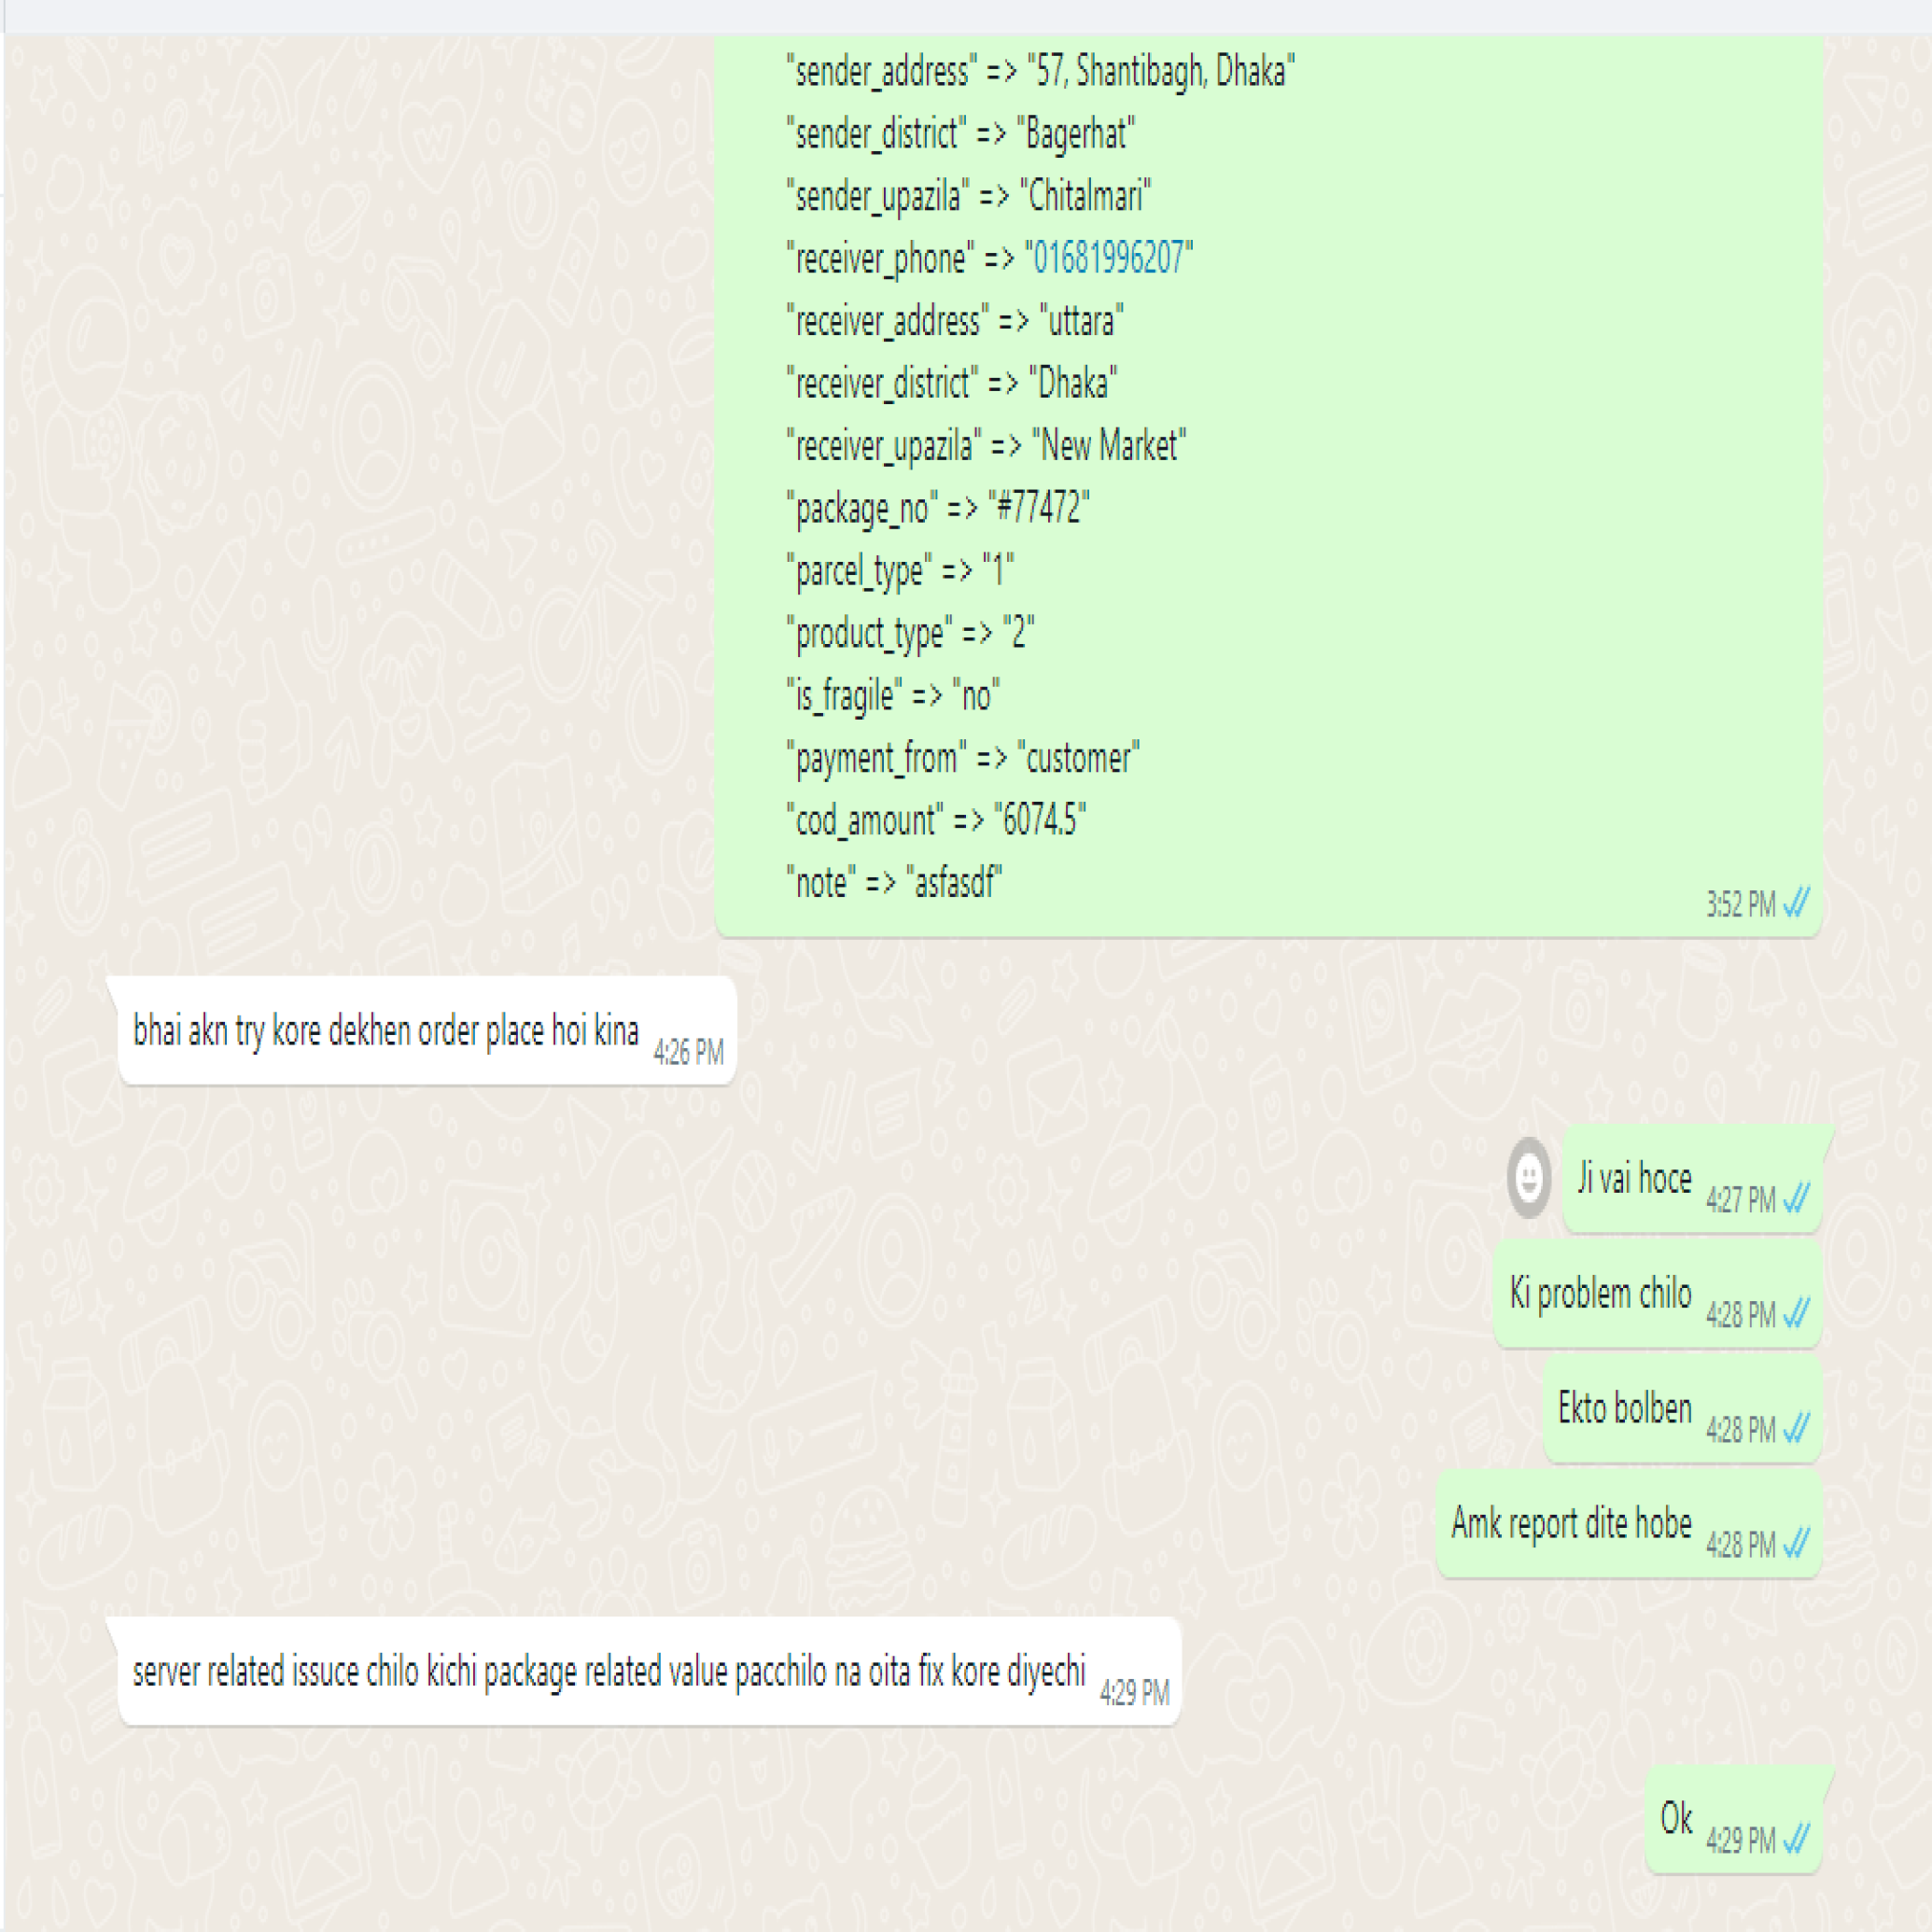 "sender_address" => "57, Shantibagh, Dhaka"
"sender_district" => "Bagerhat"
"sender_upazila" => "Chitalmari"
"receiver_phone" => "01681996207"
"receiver_address" => "uttara"
"receiver_district" => "Dhaka"
"receiver_upazila" => "New Market"
"package_no" => "#77472"
"parcel_type" => "1"
"product_type" => "2"
"is_fragile" => "no"
"payment_from" => "customer"
"cod_amount" => "6074.5"
"note" => "asfasdf"
3:52 PM
bhai akn try kore dekhen order place hoi kina 4:26 PM
Ji vai hoce 4:27 PM
Ki problem chilo 4:28 PM
Ekto bolben 4:28 PM
Amk report dite hobe 4:28 PM
server related issuce chilo kichi package related value pacchilo na oita fix kore diyechi 4:29 PM
Ok 4:29 PM